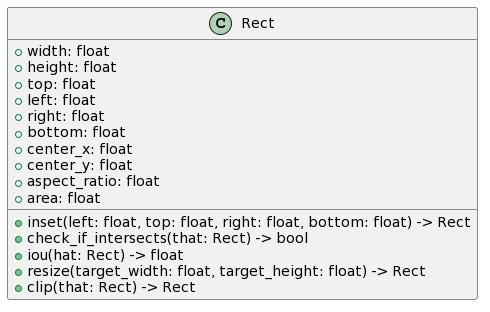 C Rect
width: float
height: float
top: float
left: float
right: float
bottom: float
center_x: float
center_y: float
aspect_ratio: float
area: float
inset(left: float, top: float, right: float, bottom: float) -> Rect
check_if_intersects(that: Rect) -> bool
iou(hat: Rect) -> float
resize(target_width: float, target_height: float) -> Rect
clip(that: Rect) -> Rect